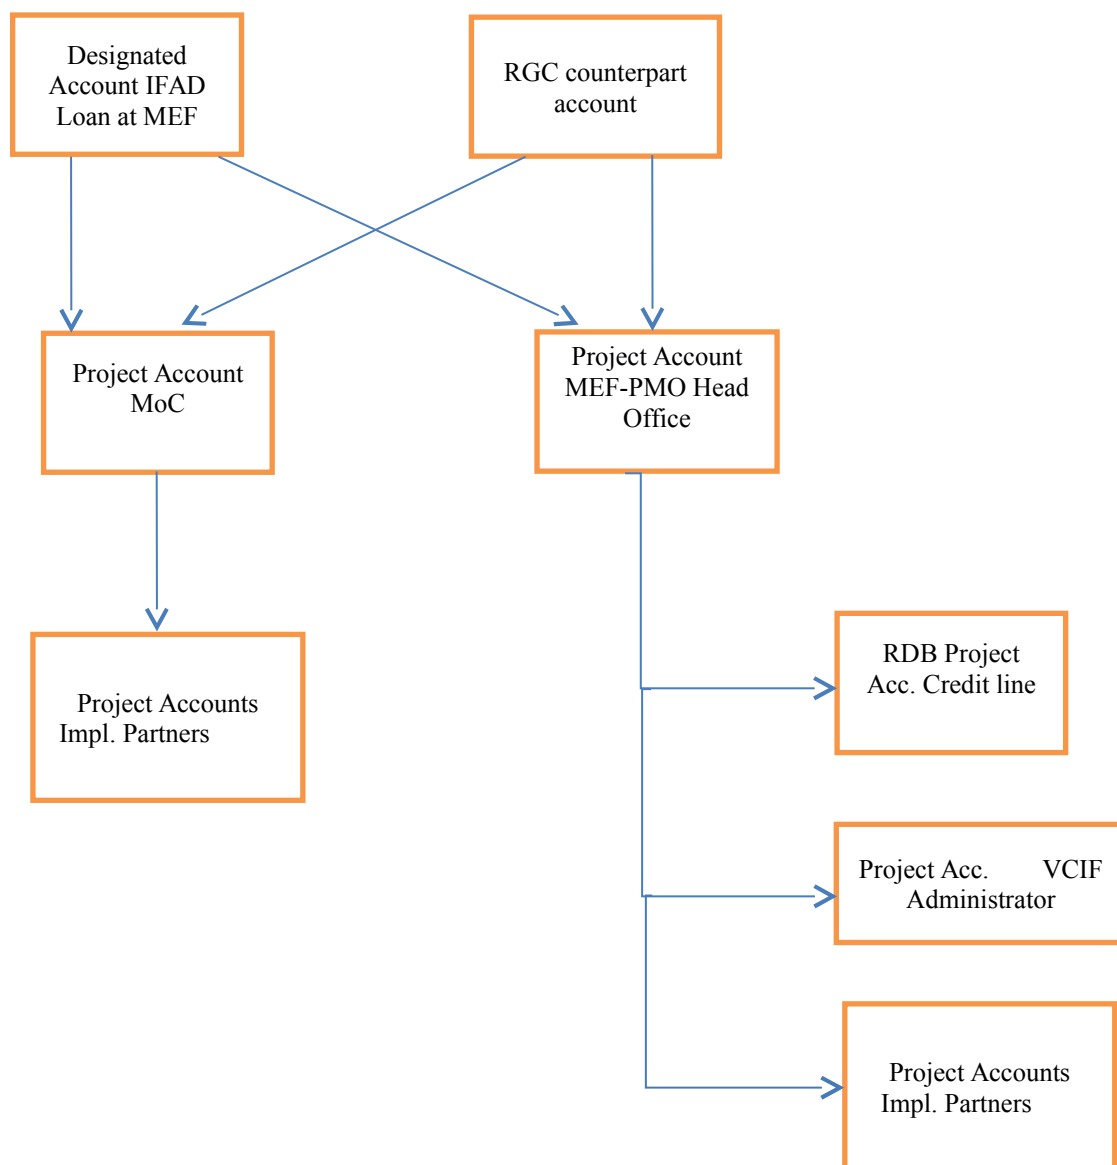 Designated
Account IFAD
Loan at MEF
RGC counterpart
account
Project Account
MoC
Project Account
MEF-PMO Head
Office
Project Accounts
Impl. Partners
RDB Project
Acc. Credit line
Project Acc. VCIF
Administrator
Project Accounts
Impl. Partners